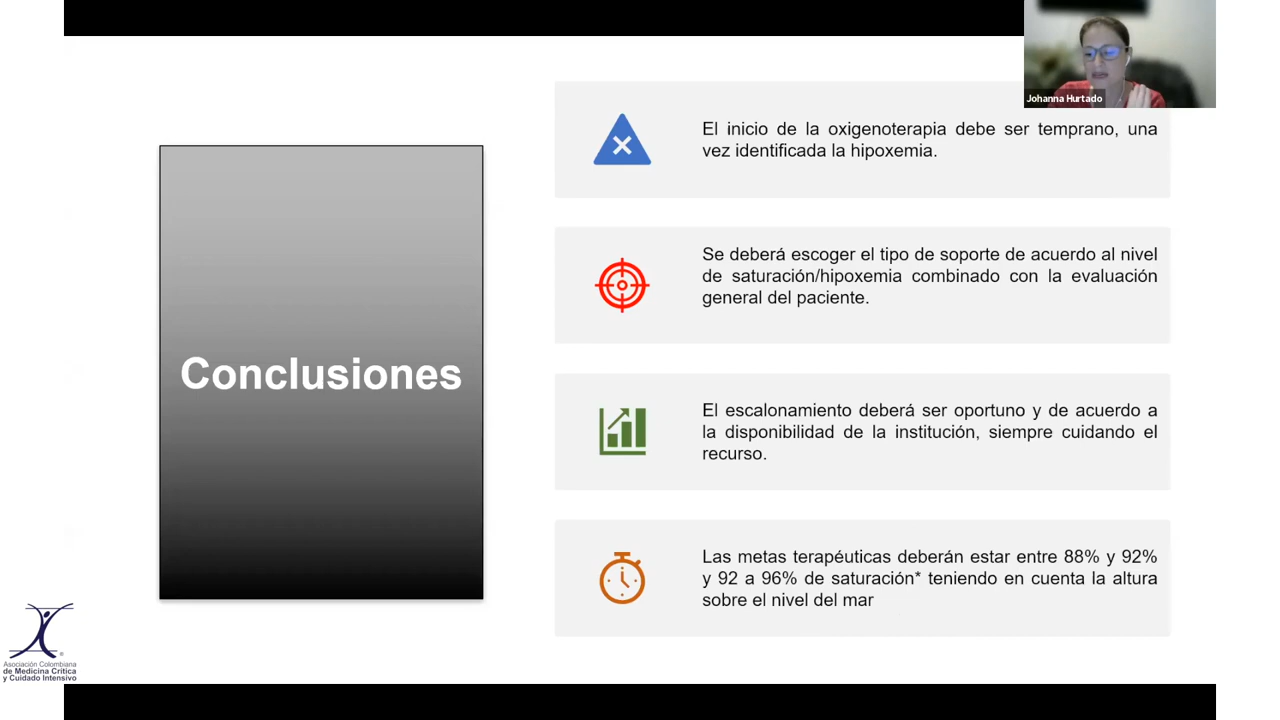 Johanna Hurtado
El inicio de la oxigenoterapia debe ser temprano, una
vez identificada la hipoxemia.
Se deberá escoger el tipo de soporte de acuerdo al nivel
de saturación/hipoxemia combinado con la evaluación
general del paciente.
Conclusiones
El escalonamiento deberá ser oportuno y de acuerdo a
la disponibilidad de la institución, siempre cuidando el
recurso.
Las metas terapéuticas deberán estar entre 88% y 92%
y 92 a 96% de saturación* teniendo en cuenta la altura
sobre el nivel del mar
Asociación Colombiana
de Medicina Crítica
y Cuidado Intensivo